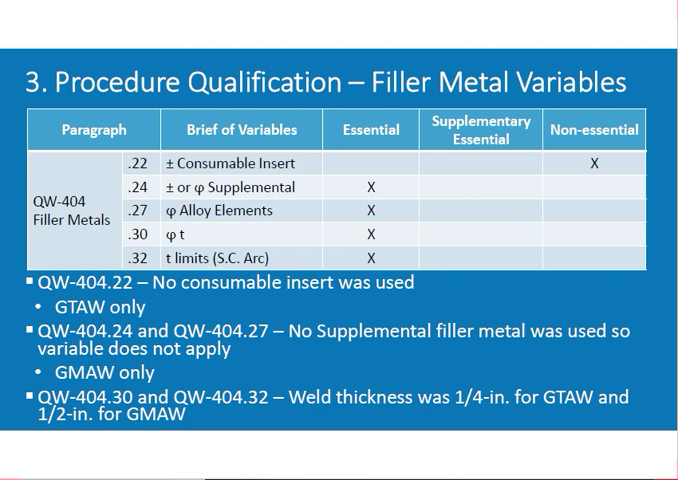 3. Procedure Qualification – Filler Metal Variables
Paragraph Brief of Variables Essential Supplementary Essential Non-essential
QW-404 Filler Metals
.22 ± Consumable Insert X
.24 ± or φ Supplemental X
.27 φ Alloy Elements X
.30 φ t X
.32 t limits (S.C. Arc) X
▪ QW-404.22 – No consumable insert was used
• GTAW only
▪ QW-404.24 and QW-404.27 – No Supplemental filler metal was used so
variable does not apply
• GMAW only
▪ QW-404.30 and QW-404.32 – Weld thickness was 1/4-in. for GTAW and
1/2-in. for GMAW